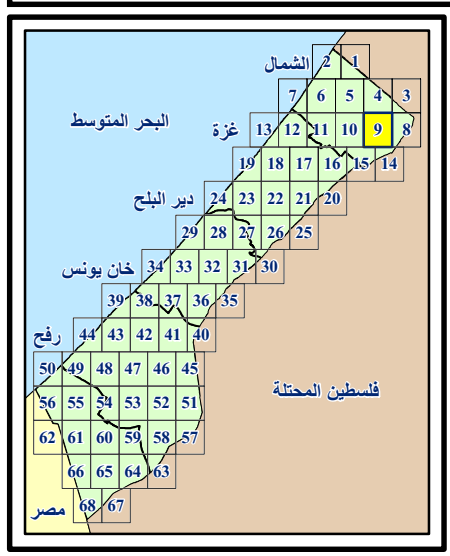 الشمال
2 1
7 6 5 4 3
البحر المتوسط
غزة
13 12 11 10 9 8
19 18 17 16 15 14
دير البلح
24 23 22 21 20
29 28 27 26 25
خان يونس
34 33 32 31 30
39 38 37 36 35
رفح
44 43 42 41 40
50 49 48 47 46 45
فلسطين المحتلة
56 55 54 53 52 51
62 61 60 59 58 57
66 65 64 63
مصر
68 67